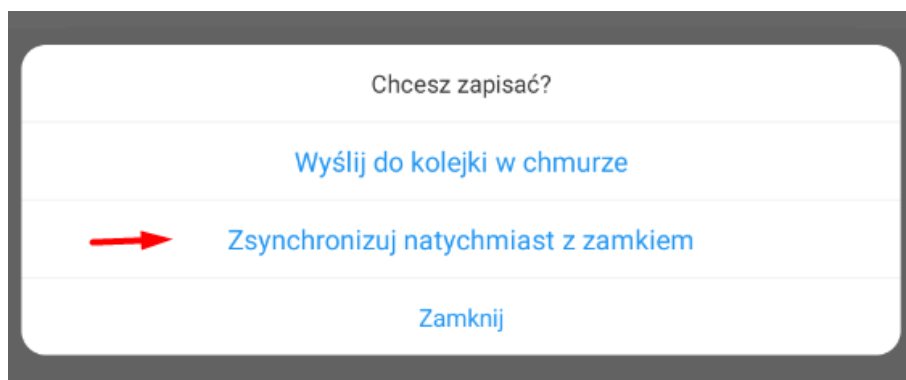 Chcesz zapisać?
Wyślij do kolejki w chmurze
Zsynchronizuj natychmiast z zamkiem
Zamknij